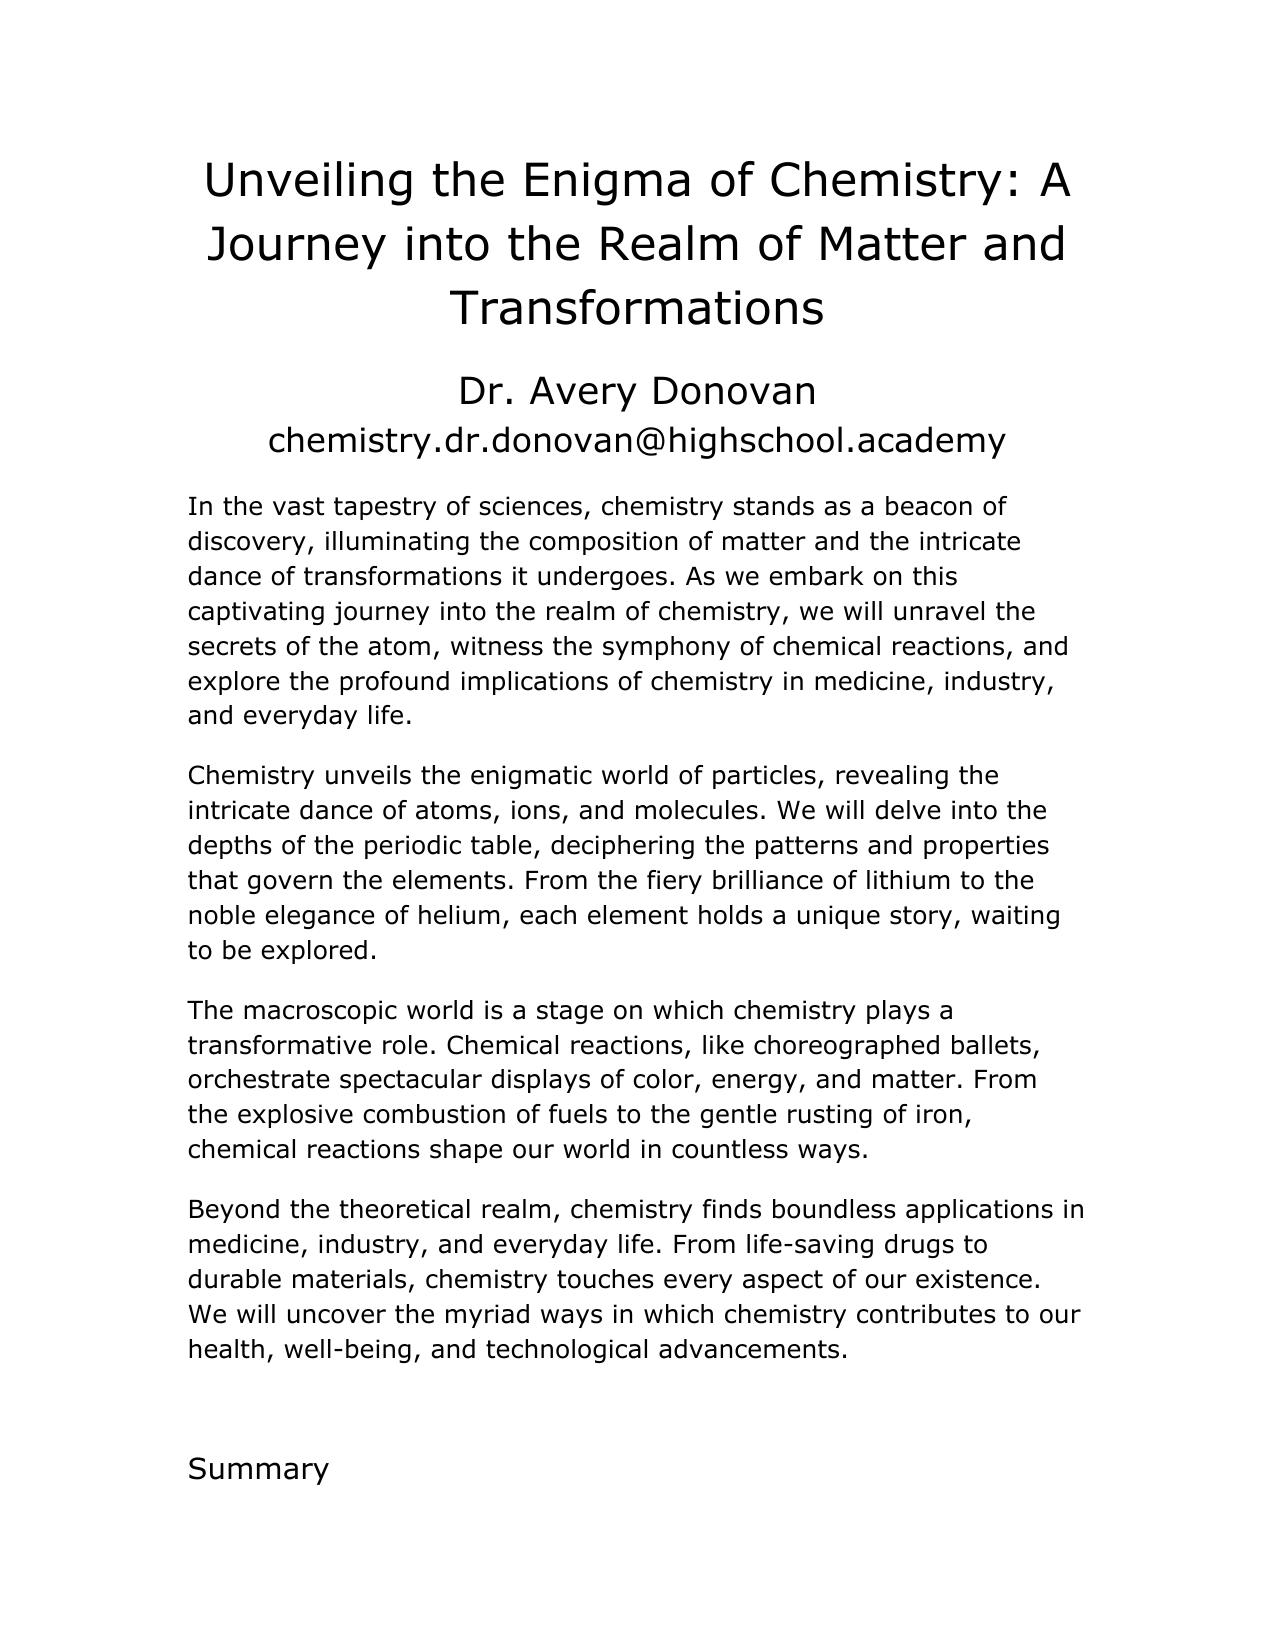 Unveiling the Enigma of Chemistry: A
Journey into the Realm of Matter and
Transformations
Dr. Avery Donovan
chemistry.dr.donovan@highschool.academy
In the vast tapestry of sciences, chemistry stands as a beacon of
discovery, illuminating the composition of matter and the intricate
dance of transformations it undergoes. As we embark on this
captivating journey into the realm of chemistry, we will unravel the
secrets of the atom, witness the symphony of chemical reactions, and
explore the profound implications of chemistry in medicine, industry,
and everyday life.
Chemistry unveils the enigmatic world of particles, revealing the
intricate dance of atoms, ions, and molecules. We will delve into the
depths of the periodic table, deciphering the patterns and properties
that govern the elements. From the fiery brilliance of lithium to the
noble elegance of helium, each element holds a unique story, waiting
to be explored.
The macroscopic world is a stage on which chemistry plays a
transformative role. Chemical reactions, like choreographed ballets,
orchestrate spectacular displays of color, energy, and matter. From
the explosive combustion of fuels to the gentle rusting of iron,
chemical reactions shape our world in countless ways.
Beyond the theoretical realm, chemistry finds boundless applications in
medicine, industry, and everyday life. From life-saving drugs to
durable materials, chemistry touches every aspect of our existence.
We will uncover the myriad ways in which chemistry contributes to our
health, well-being, and technological advancements.
Summary